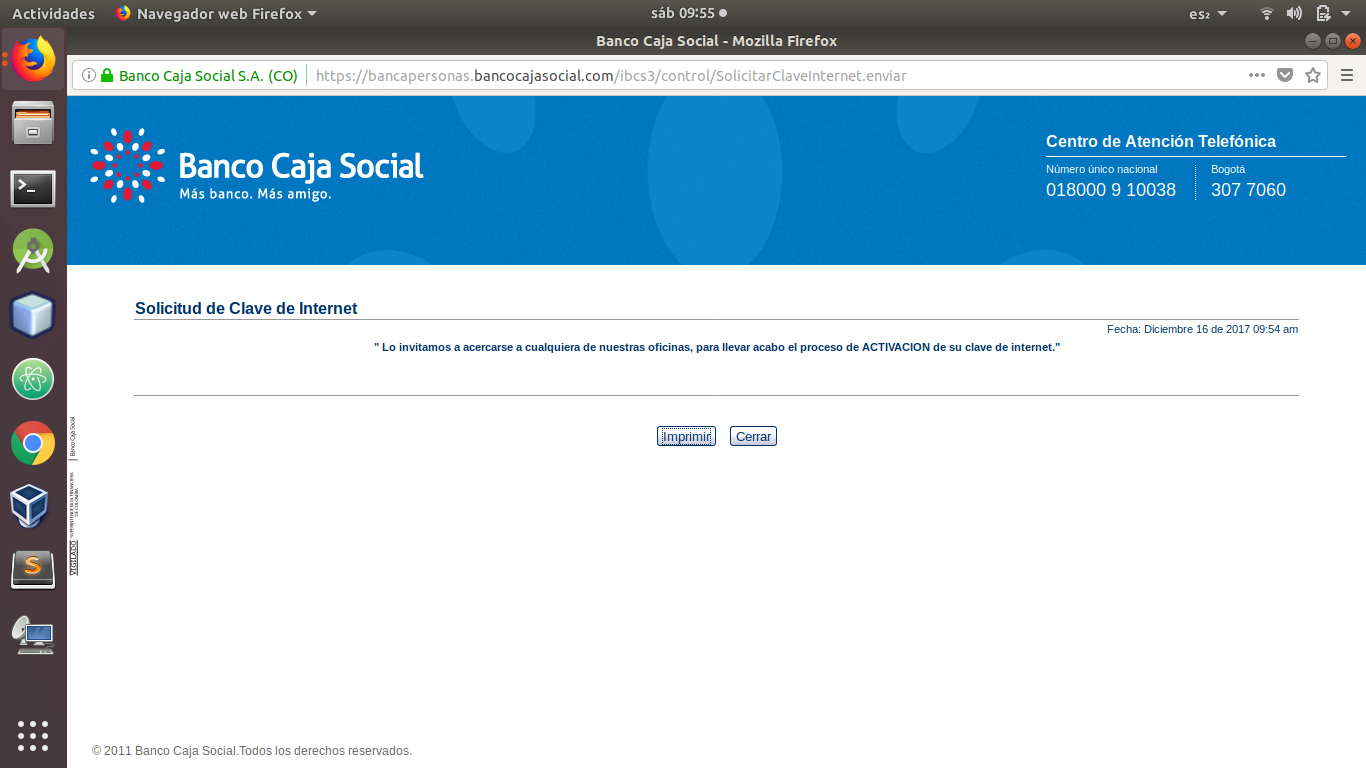 Actividades
Navegador web Firefox
sáb 09:55
es₂
Banco Caja Social - Mozilla Firefox
Banco Caja Social S.A. (CO)
https://bancapersonas.bancocajasocial.com/ibcs3/control/SolicitarClaveInternet.enviar
Banco Caja Social
Más banco. Más amigo.
Centro de Atención Telefónica
Número único nacional
018000 9 10038
Bogotá
307 7060
Solicitud de Clave de Internet
Fecha: Diciembre 16 de 2017 09:54 am
" Lo invitamos a acercarse a cualquiera de nuestras oficinas, para llevar acabo el proceso de ACTIVACION de su clave de internet."
Imprimir
Cerrar
Banco Caja Social
VIGILADO
SUPERINTENDENCIA FINANCIERA
DE COLOMBIA
S
© 2011 Banco Caja Social.Todos los derechos reservados.